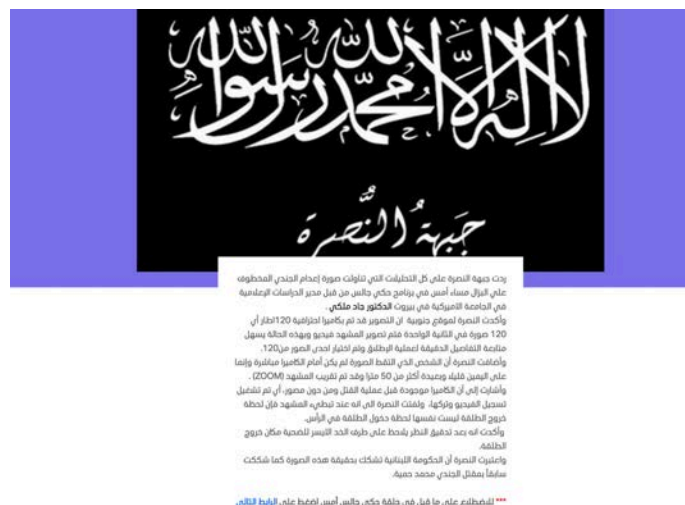 لا اله الا الله محمد رسول الله
جَبهةُ النُّصرة
ردت جبهة النصرة على كل التحليلات التي تناولت صورة إعدام الجندي المخطوف
علي البزال مساء أمس في برنامج حكي جالس من قبل مدير الدراسات الإعلامية
في الجامعة الاميركية في بيروت الدكتور جاد ملكي .
وأكدت النصرة لموقع جنوبية ان التصوير قد تم بكاميرا احترافية 120اطار أي
120 صورة في الثانية الواحدة فتم تصوير المشهد فيديو وبهذه الحالة يسهل
متابعة التفاصيل الدقيقة لعملية الإطلاق وتم اختيار احدى الصور من120.
وأضافت النصرة أن الشخص الذي التقط الصورة لم يكن أمام الكاميرا مباشرة وإنما
على اليمين قليلا وبعيدة أكثر من 50 مترا وقد تم تقريب المشهد (ZOOM) .
وأشارت إلى أن الكاميرا موجودة قبل عملية القتل ومن دون مصور، أي تم تشغيل
تسجيل الفيديو وتركها. ولفتت النصرة الى انه عند تبطيء المشهد فإن لحظة
خروج الطلقة ليست نفسها لحظة دخول الطلقة في الرأس.
وأكدت انه بعد تدقيق النظر يلاحظ على طرف الخد الايسر للضحية مكان خروج
الطلقة.
واعتبرت النصرة أن الحكومة اللبنانية تشكك بحقيقة هذه الصورة كما شككت
سابقاً بمقتل الجندي محمد حمية.
*** للإضطلاع على ما قيل في حلقة حكي جالس أمس اضغط على الرابط التالي